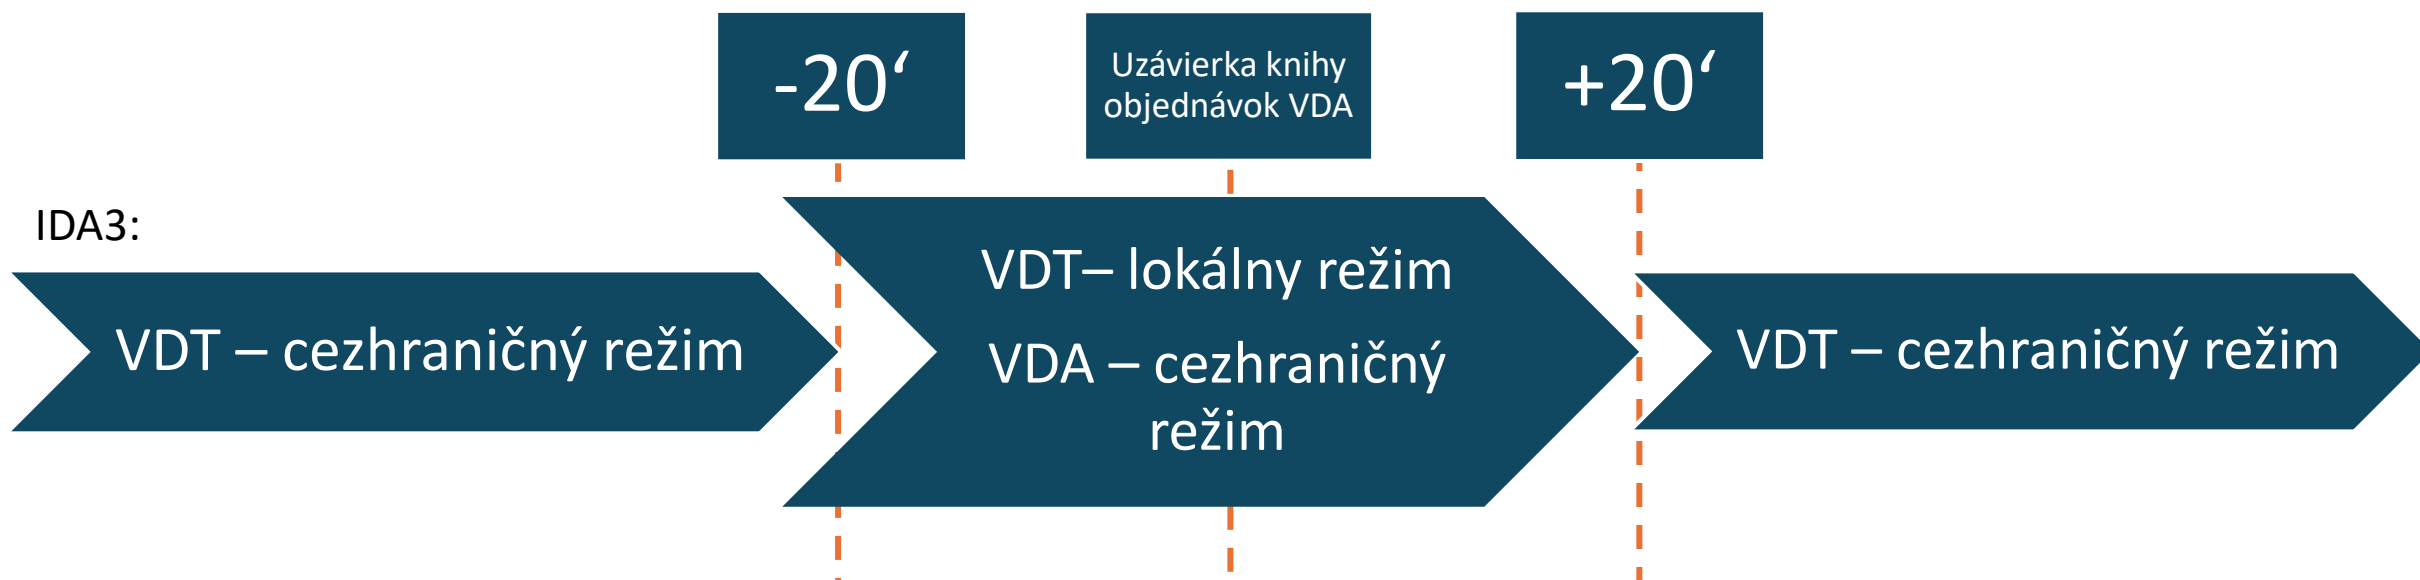 -20‘
Uzávierka knihy
objednávok VDA
+20‘
IDA3:
VDT – cezhraničný režim
VDT– lokálny režim
VDA – cezhraničný
režim
VDT – cezhraničný režim